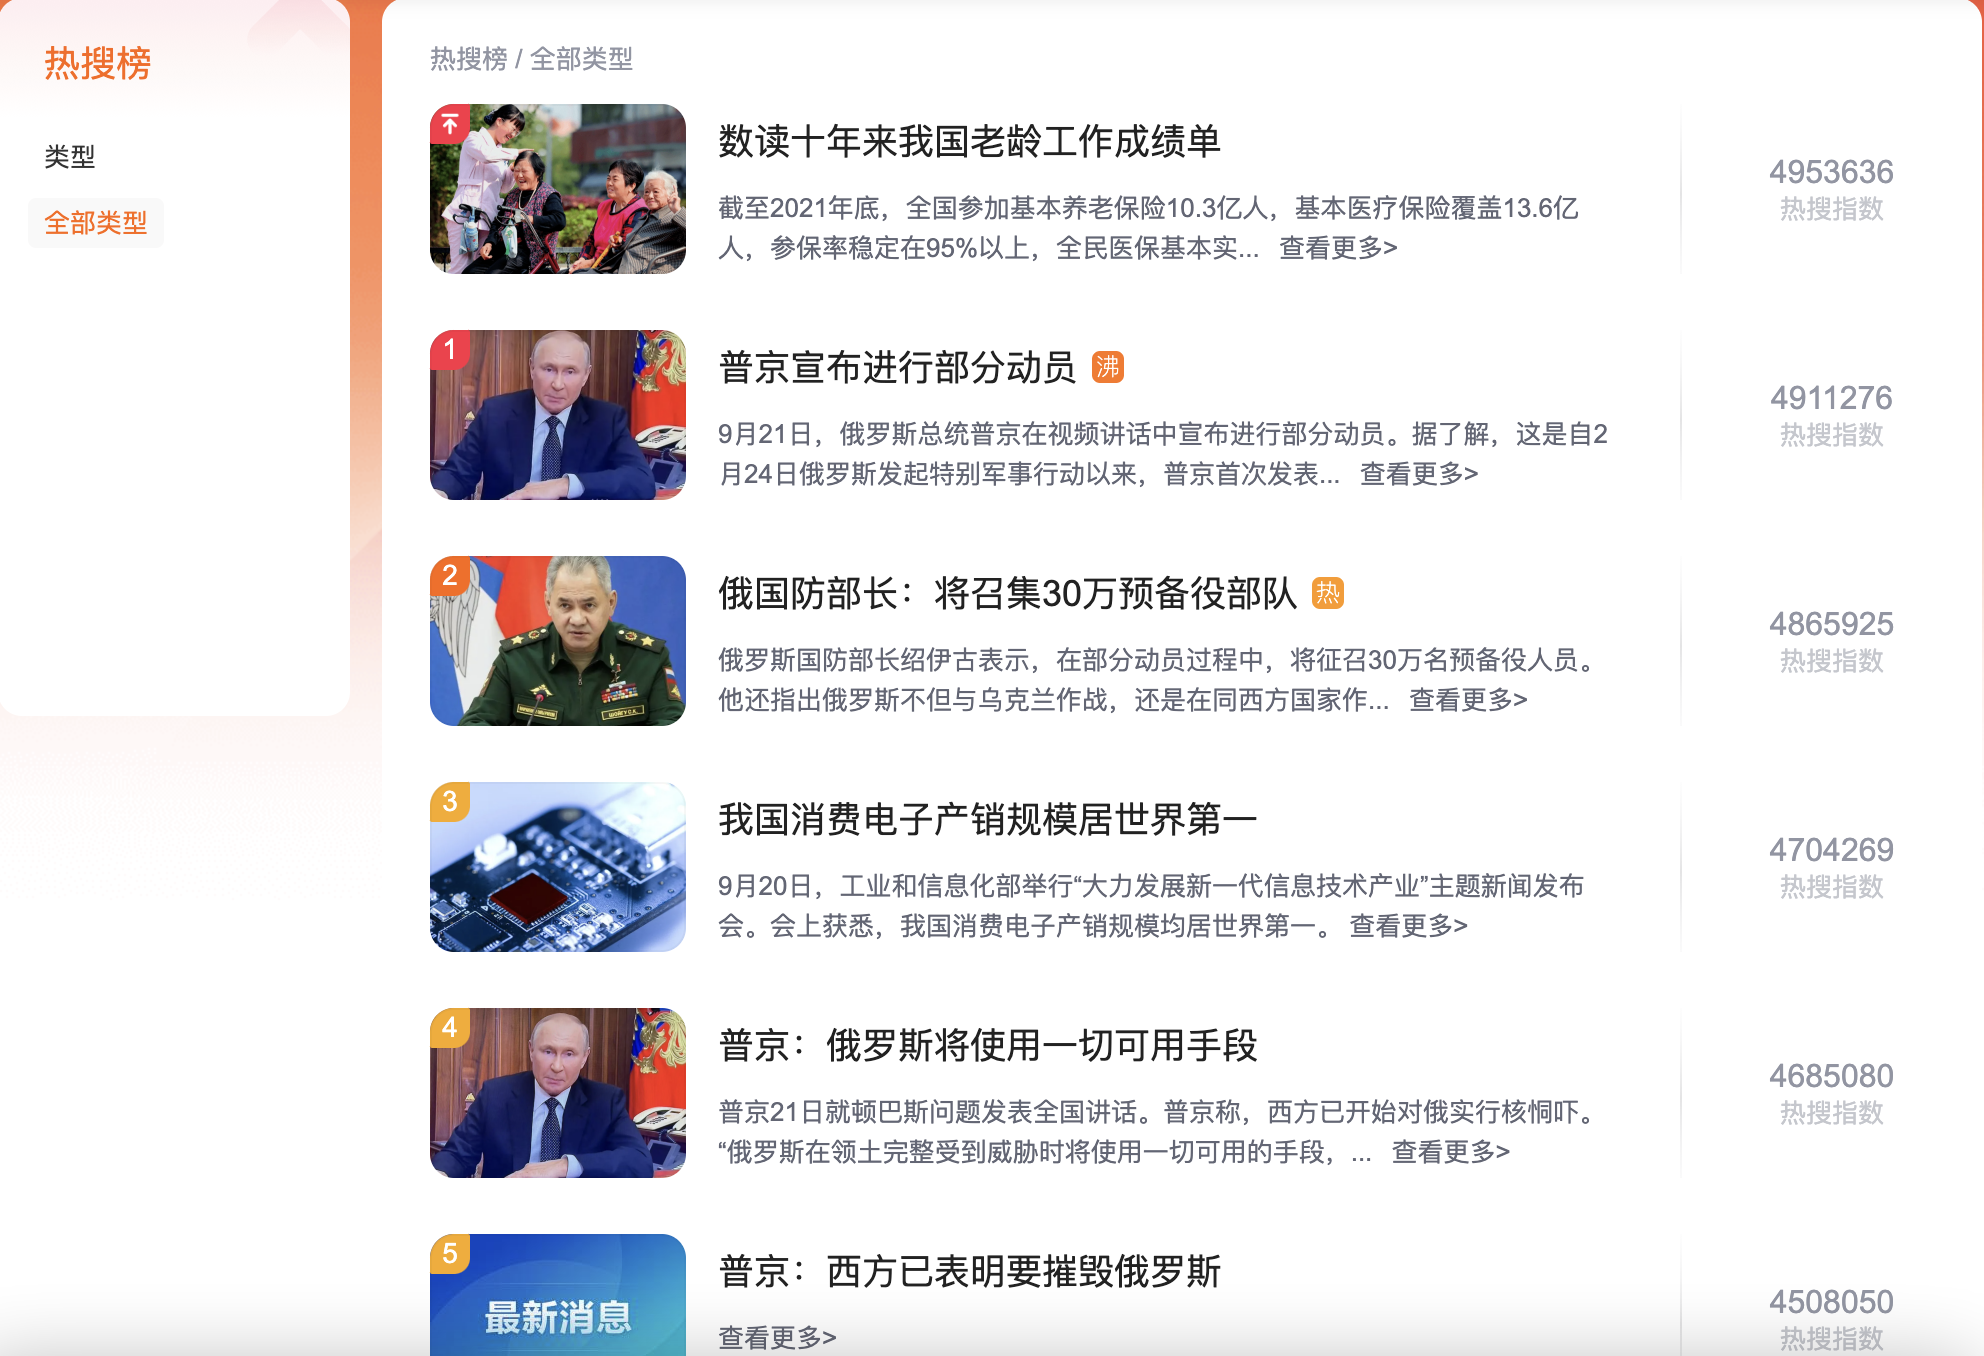 热搜榜
类型
全部类型
热搜榜 / 全部类型
数读十年来我国老龄工作成绩单
截至2021年底，全国参加基本养老保险10.3亿人，基本医疗保险覆盖13.6亿
人，参保率稳定在95%以上，全民医保基本实... 查看更多>
4953636
热搜指数
1
普京宣布进行部分动员 沸
9月21日，俄罗斯总统普京在视频讲话中宣布进行部分动员。据了解，这是自2
月24日俄罗斯发起特别军事行动以来，普京首次发表... 查看更多>
4911276
热搜指数
2
俄国防部长：将召集30万预备役部队 热
俄罗斯国防部长绍伊古表示，在部分动员过程中，将征召30万名预备役人员。
他还指出俄罗斯不但与乌克兰作战，还是在同西方国家作... 查看更多>
4865925
热搜指数
3
我国消费电子产销规模居世界第一
9月20日，工业和信息化部举行“大力发展新一代信息技术产业”主题新闻发布
会。会上获悉，我国消费电子产销规模均居世界第一。 查看更多>
4704269
热搜指数
4
普京：俄罗斯将使用一切可用手段
普京21日就顿巴斯问题发表全国讲话。普京称，西方已开始对俄实行核恫吓。
“俄罗斯在领土完整受到威胁时将使用一切可用的手段，... 查看更多>
4685080
热搜指数
5
最新消息
普京：西方已表明要摧毁俄罗斯
查看更多>
4508050
热搜指数